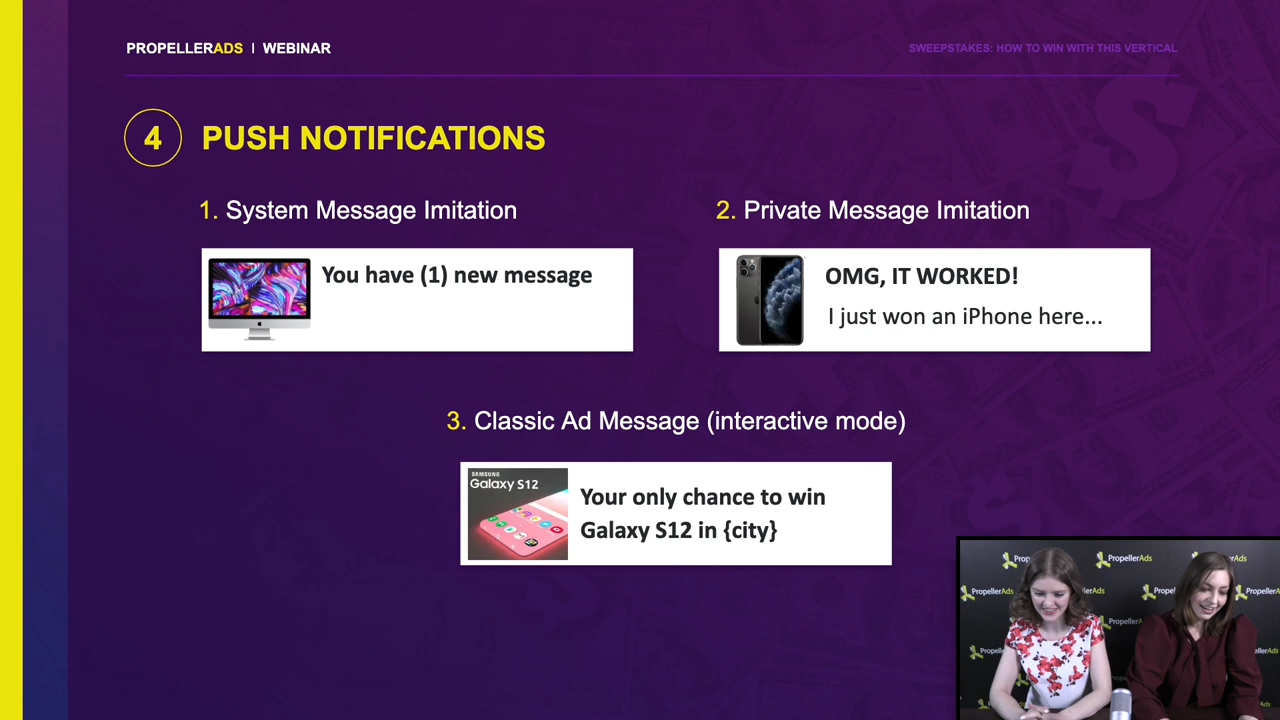 PROPELLERADS | WEBINAR
SWEEPSTAKES: HOW TO WIN WITH THIS VERTICAL
4 PUSH NOTIFICATIONS
1. System Message Imitation
You have (1) new message
2. Private Message Imitation
OMG, IT WORKED!
I just won an iPhone here...
3. Classic Ad Message (interactive mode)
SAMSUNG
Galaxy S12
Your only chance to win
Galaxy S12 in {city}
PropellerAds
PropellerAds